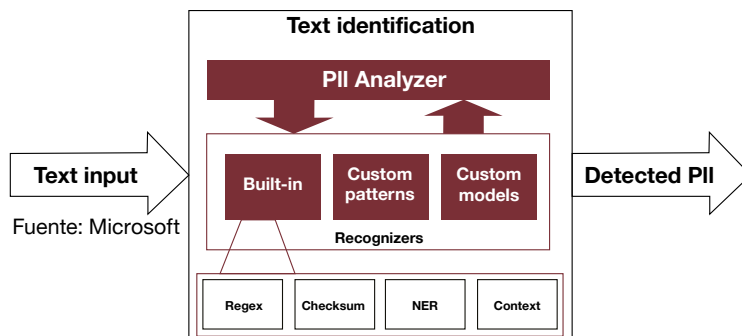 Text identification
PII Analyzer
Text input
Built-in
Custom
patterns
Custom
models
Detected PII
Fuente: Microsoft
Recognizers
Regex
Checksum
NER
Context